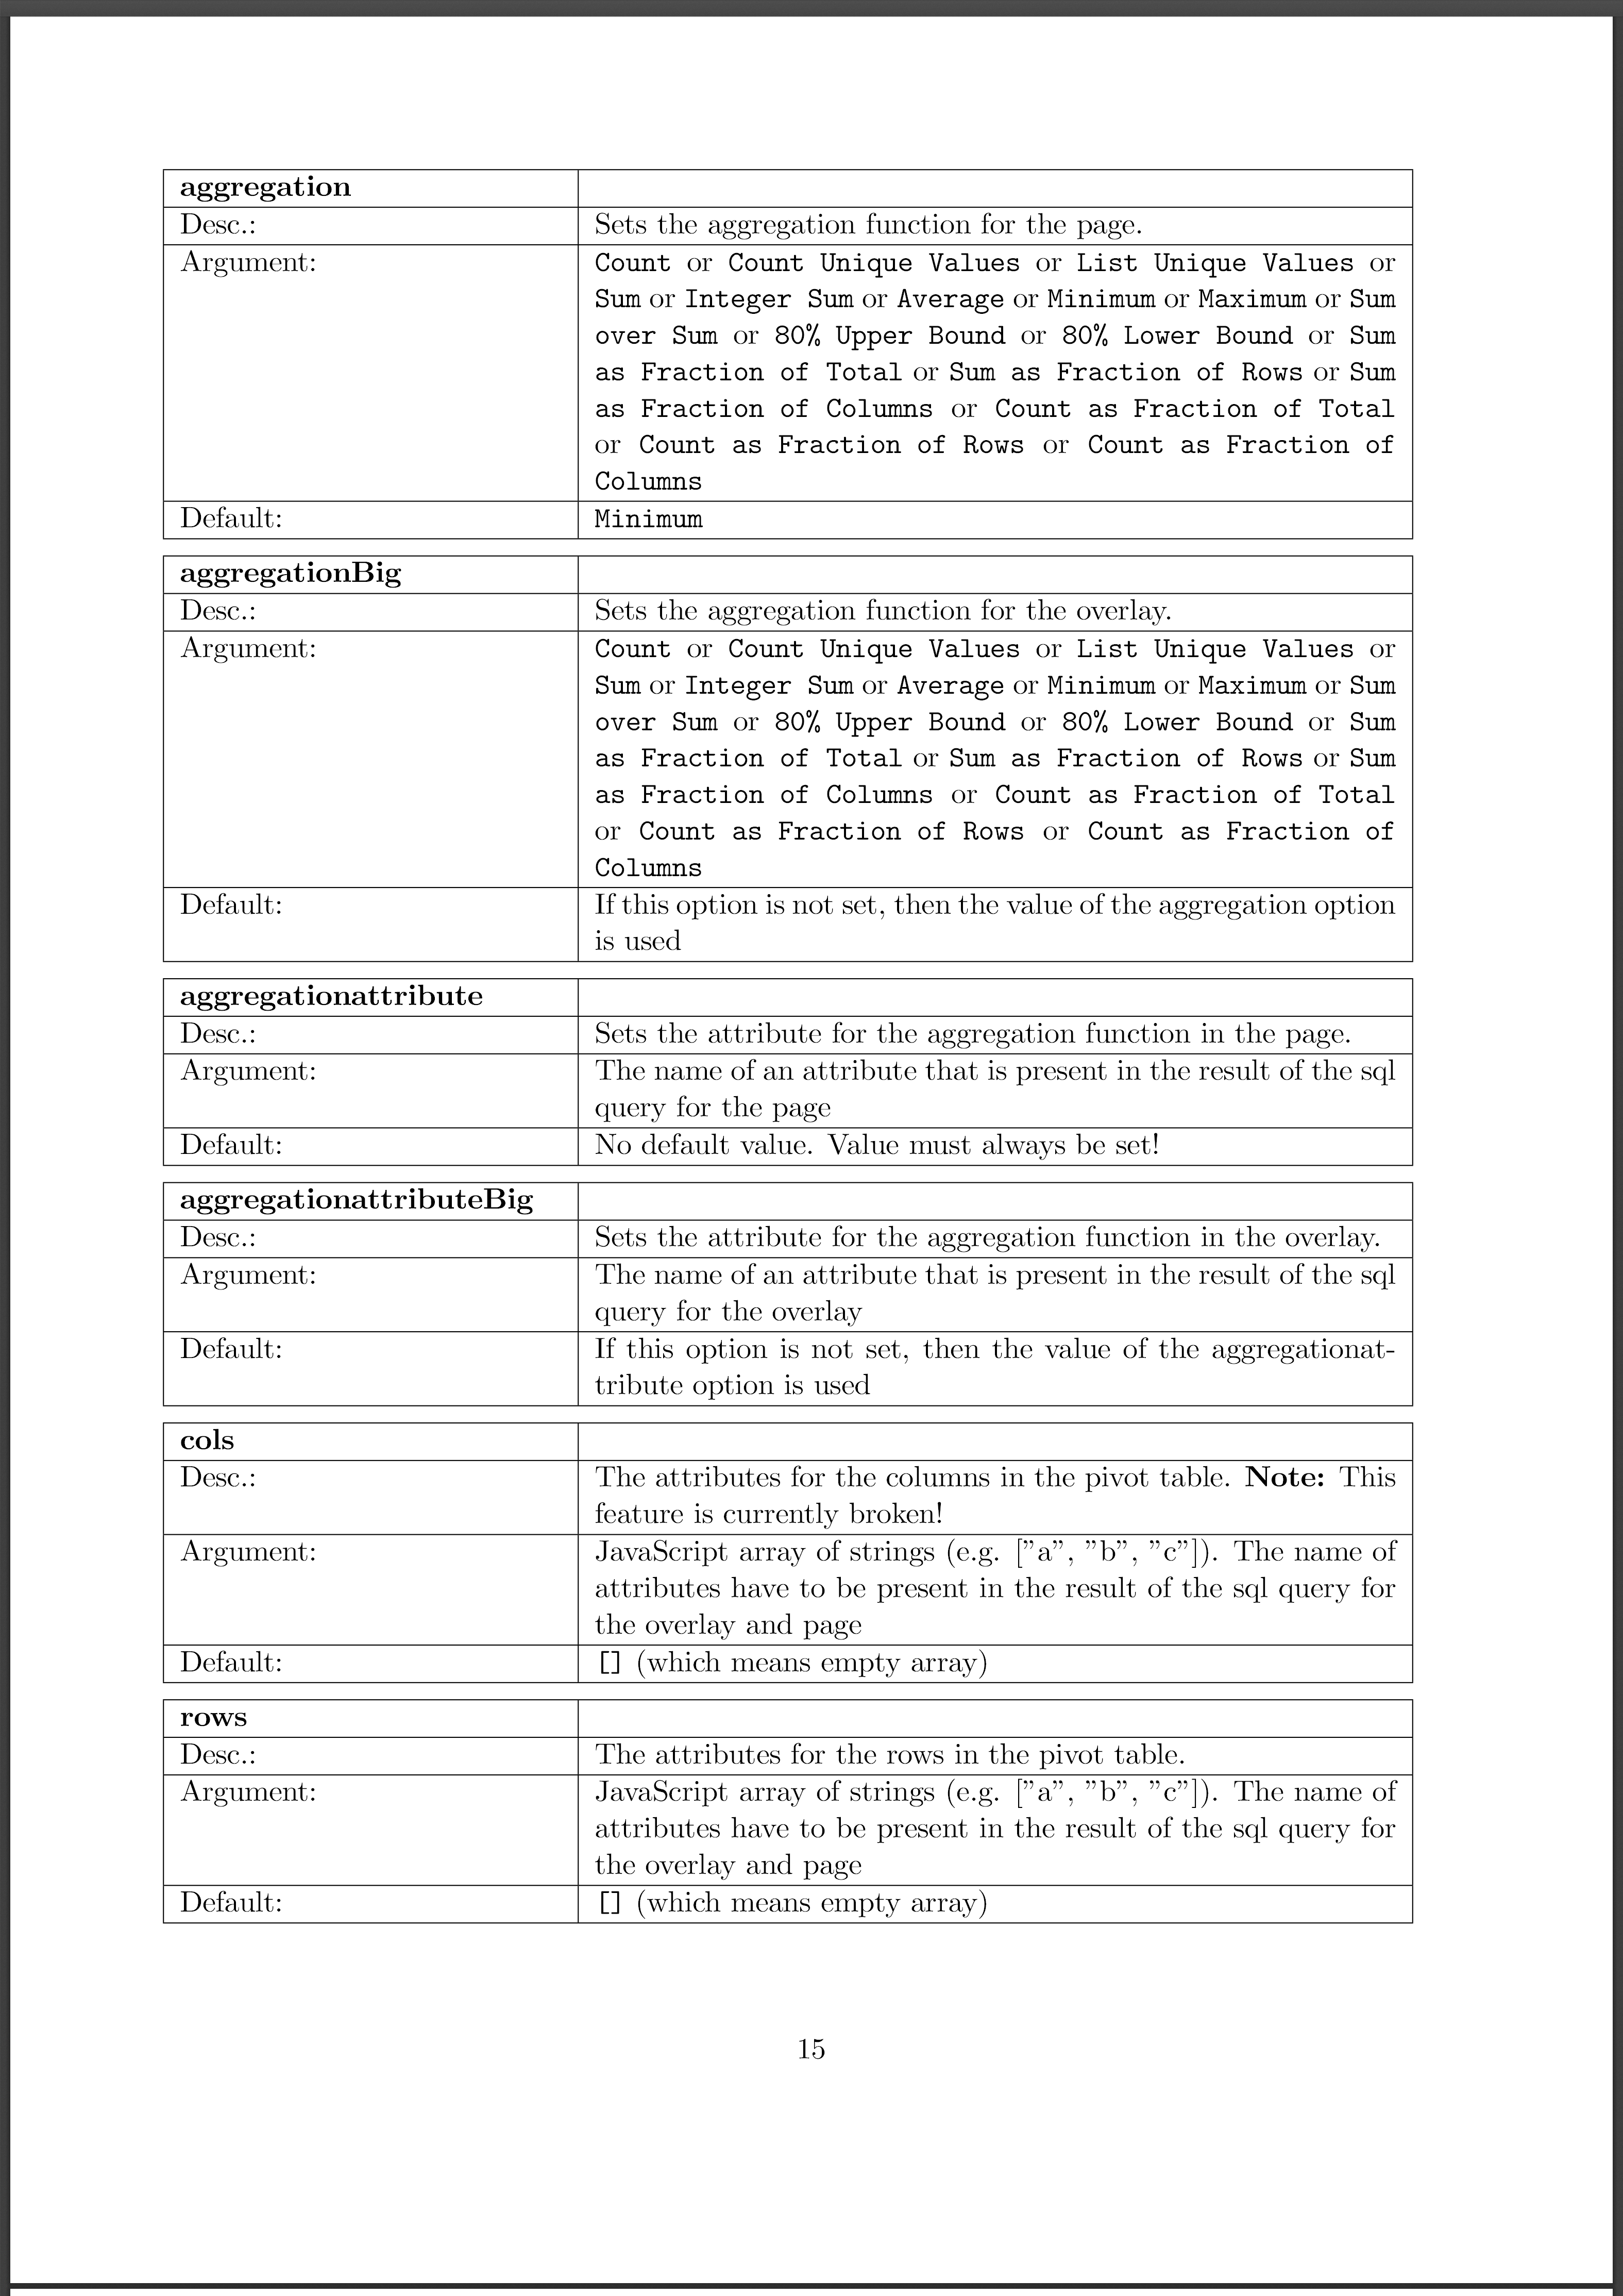 aggregation
Desc.: Sets the aggregation function for the page.
Argument: Count or Count Unique Values or List Unique Values or
Sum or Integer Sum or Average or Minimum or Maximum or Sum
over Sum or 80% Upper Bound or 80% Lower Bound or Sum
as Fraction of Total or Sum as Fraction of Rows or Sum
as Fraction of Columns or Count as Fraction of Total
or Count as Fraction of Rows or Count as Fraction of
Columns
Default: Minimum
aggregationBig
Desc.: Sets the aggregation function for the overlay.
Argument: Count or Count Unique Values or List Unique Values or
Sum or Integer Sum or Average or Minimum or Maximum or Sum
over Sum or 80% Upper Bound or 80% Lower Bound or Sum
as Fraction of Total or Sum as Fraction of Rows or Sum
as Fraction of Columns or Count as Fraction of Total
or Count as Fraction of Rows or Count as Fraction of
Columns
Default: If this option is not set, then the value of the aggregation option
is used
aggregationattribute
Desc.: Sets the attribute for the aggregation function in the page.
Argument: The name of an attribute that is present in the result of the sql
query for the page
Default: No default value. Value must always be set!
aggregationattributeBig
Desc.: Sets the attribute for the aggregation function in the overlay.
Argument: The name of an attribute that is present in the result of the sql
query for the overlay
Default: If this option is not set, then the value of the aggregationat-
tribute option is used
cols
Desc.: The attributes for the columns in the pivot table. Note: This
feature is currently broken!
Argument: JavaScript array of strings (e.g. [”a”, ”b”, ”c”]). The name of
attributes have to be present in the result of the sql query for
the overlay and page
Default: [] (which means empty array)
rows
Desc.: The attributes for the rows in the pivot table.
Argument: JavaScript array of strings (e.g. [”a”, ”b”, ”c”]). The name of
attributes have to be present in the result of the sql query for
the overlay and page
Default: [] (which means empty array)
15